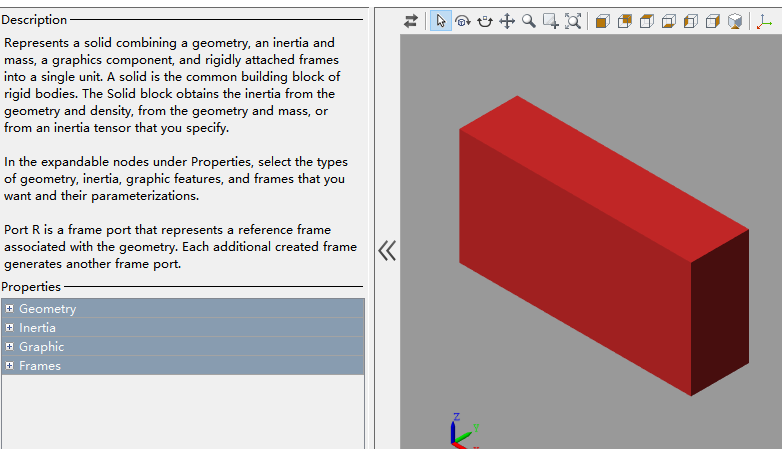 Description
Represents a solid combining a geometry, an inertia and
mass, a graphics component, and rigidly attached frames
into a single unit. A solid is the common building block of
rigid bodies. The Solid block obtains the inertia from the
geometry and density, from the geometry and mass, or
from an inertia tensor that you specify.
In the expandable nodes under Properties, select the types
of geometry, inertia, graphic features, and frames that you
want and their parameterizations.
Port R is a frame port that represents a reference frame
associated with the geometry. Each additional created frame
generates another frame port.
Properties
Geometry
Inertia
Graphic
Frames
Z
Y